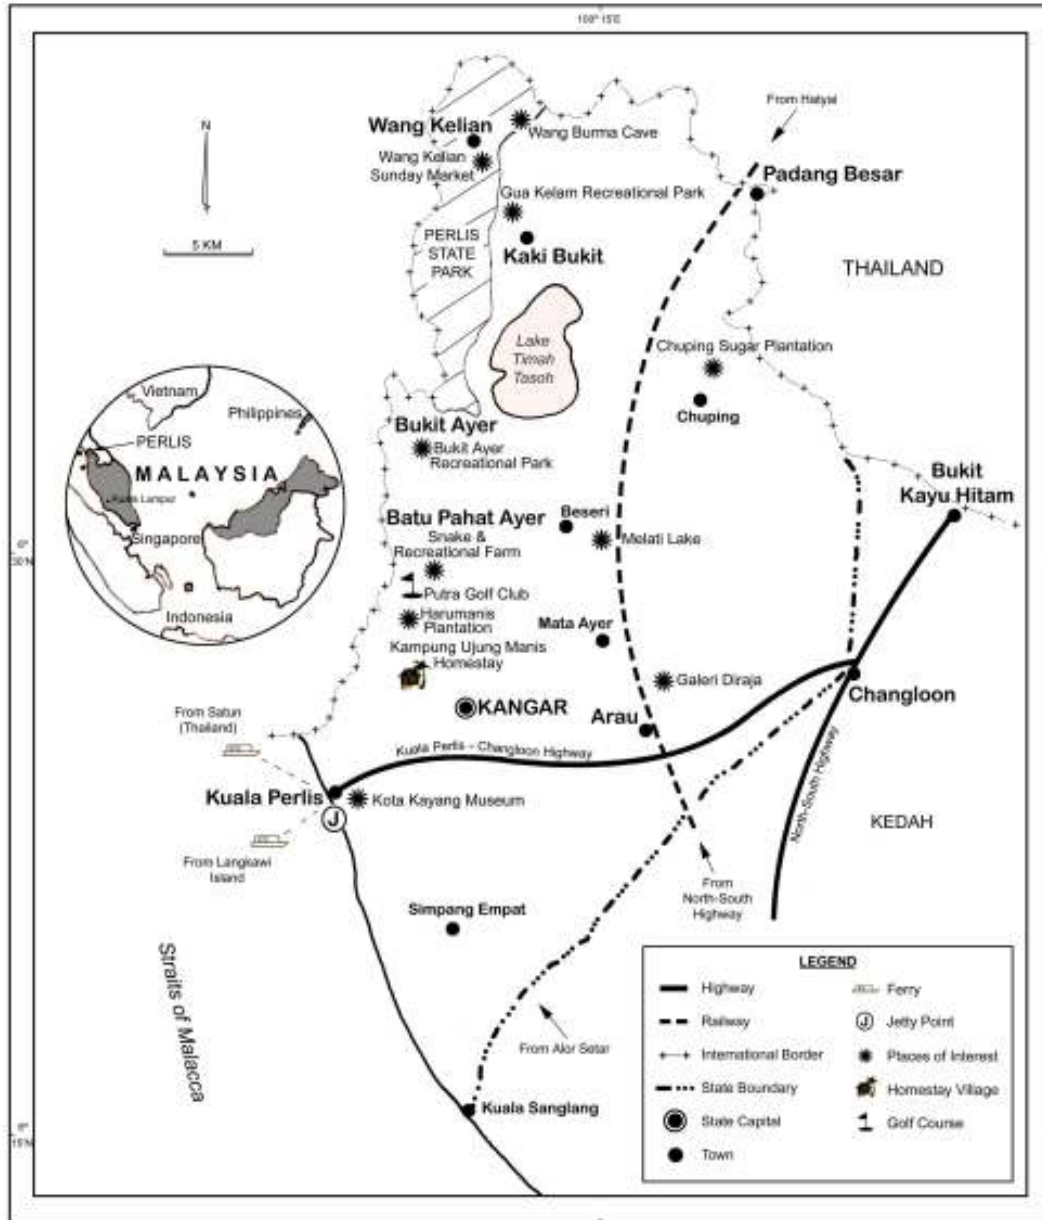 100°15'E
From Hatyai
N
Wang Kelian
Wang Burma Cave
Wang Kelian
Sunday Market
Padang Besar
Gua Kelam Recreational Park
5 KM
PERLIS
STATE
PARK
Kaki Bukit
THAILAND
Lake
Timah
Tasoh
Chuping Sugar Plantation
Vietnam
Philippines
Chuping
PERLIS
Bukit Ayer
MALAYSIA
Bukit Ayer
Recreational Park
Bukit
Kayu Hitam
Kuala Lumpur
Batu Pahat Ayer
Beseri
Singapore
Snake &
Recreational Farm
Melati Lake
6°
30'N
Putra Golf Club
Indonesia
Harumanis
Plantation
Mata Ayer
Kampung Ujung Manis
Homestay
Galeri Diraja
KANGAR
Changloon
From Satun
(Thailand)
Arau
Kuala Perlis - Changloon Highway
North-South Highway
Kuala Perlis
Kota Kayang Museum
J
KEDAH
From Langkawi
Island
From
North-South
Highway
Simpang Empat
Straits of Malacca
From Alor Setar
Kuala Sanglang
6°
15'N
LEGEND
Highway
Railway
International Border
State Boundary
State Capital
Town
Ferry
J Jetty Point
Places of Interest
Homestay Village
Golf Course